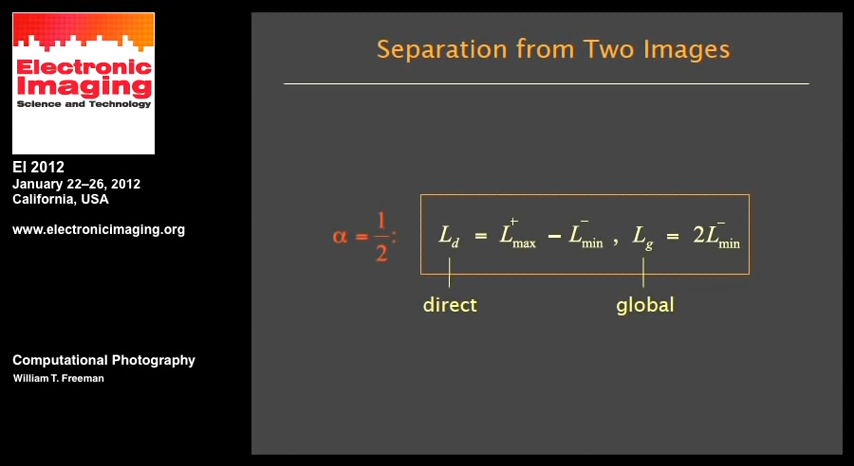 Electronic
Imaging
Science and Technology
EI 2012
January 22–26, 2012
California, USA
www.electronicimaging.org
Computational Photography
William T. Freeman
Separation from Two Images
α = 1/2: L_d = L^+_max − L^−_min , L_g = 2L^−_min
direct
global